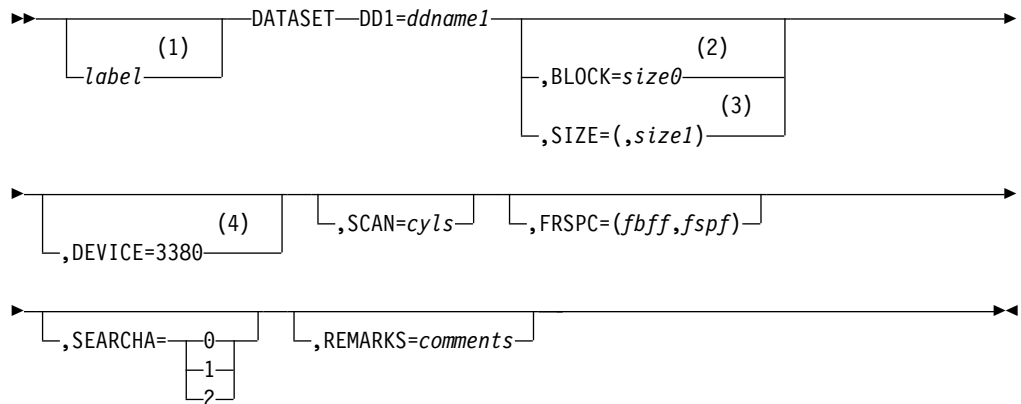 DATASET DD1=ddname1
(1) (2)
label ,BLOCK=size0
(3)
,SIZE=(,size1)
(4) ,SCAN=cyls ,FRSPC=(fbff,fspf)
,DEVICE=3380
,SEARCHA= 0 ,REMARKS=comments
1
2